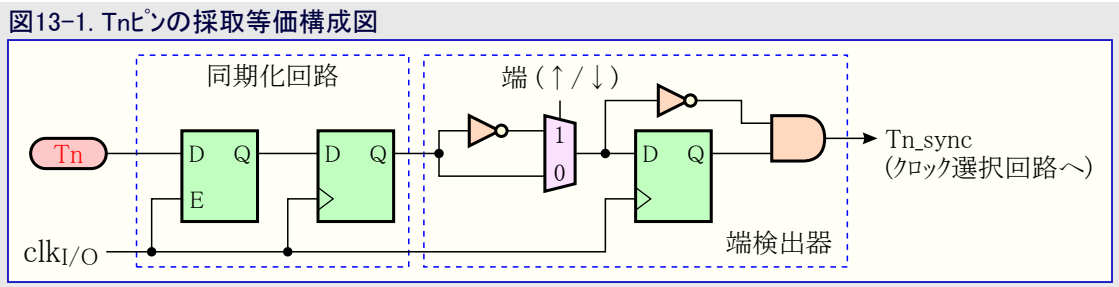 図13-1. Tnﾋﾟﾝの採取等価構成図
同期化回路
端 (↑/↓)
Tn
D Q
E
D Q
1
0
D Q
Tn_sync
(ｸﾛｯｸ選択回路へ)
clkI/O
端検出器